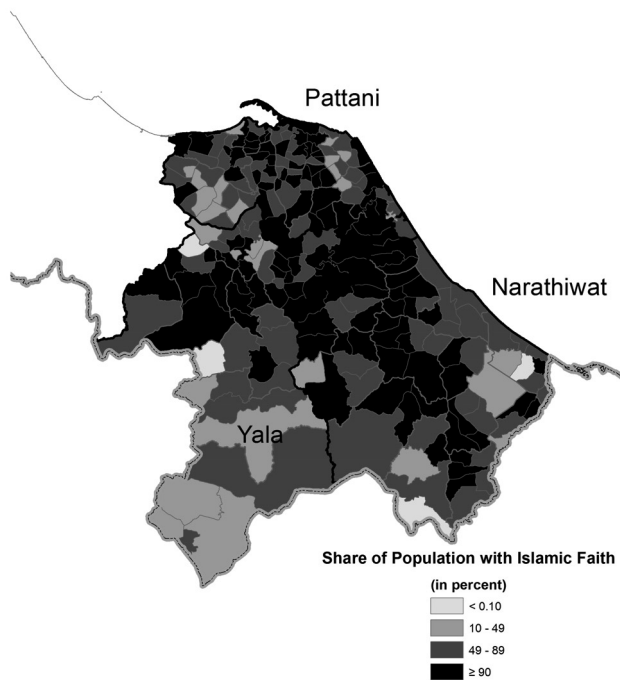 Pattani
Narathiwat
Yala
Share of Population with Islamic Faith
(in percent)
< 0.10
10 - 49
49 - 89
≥ 90